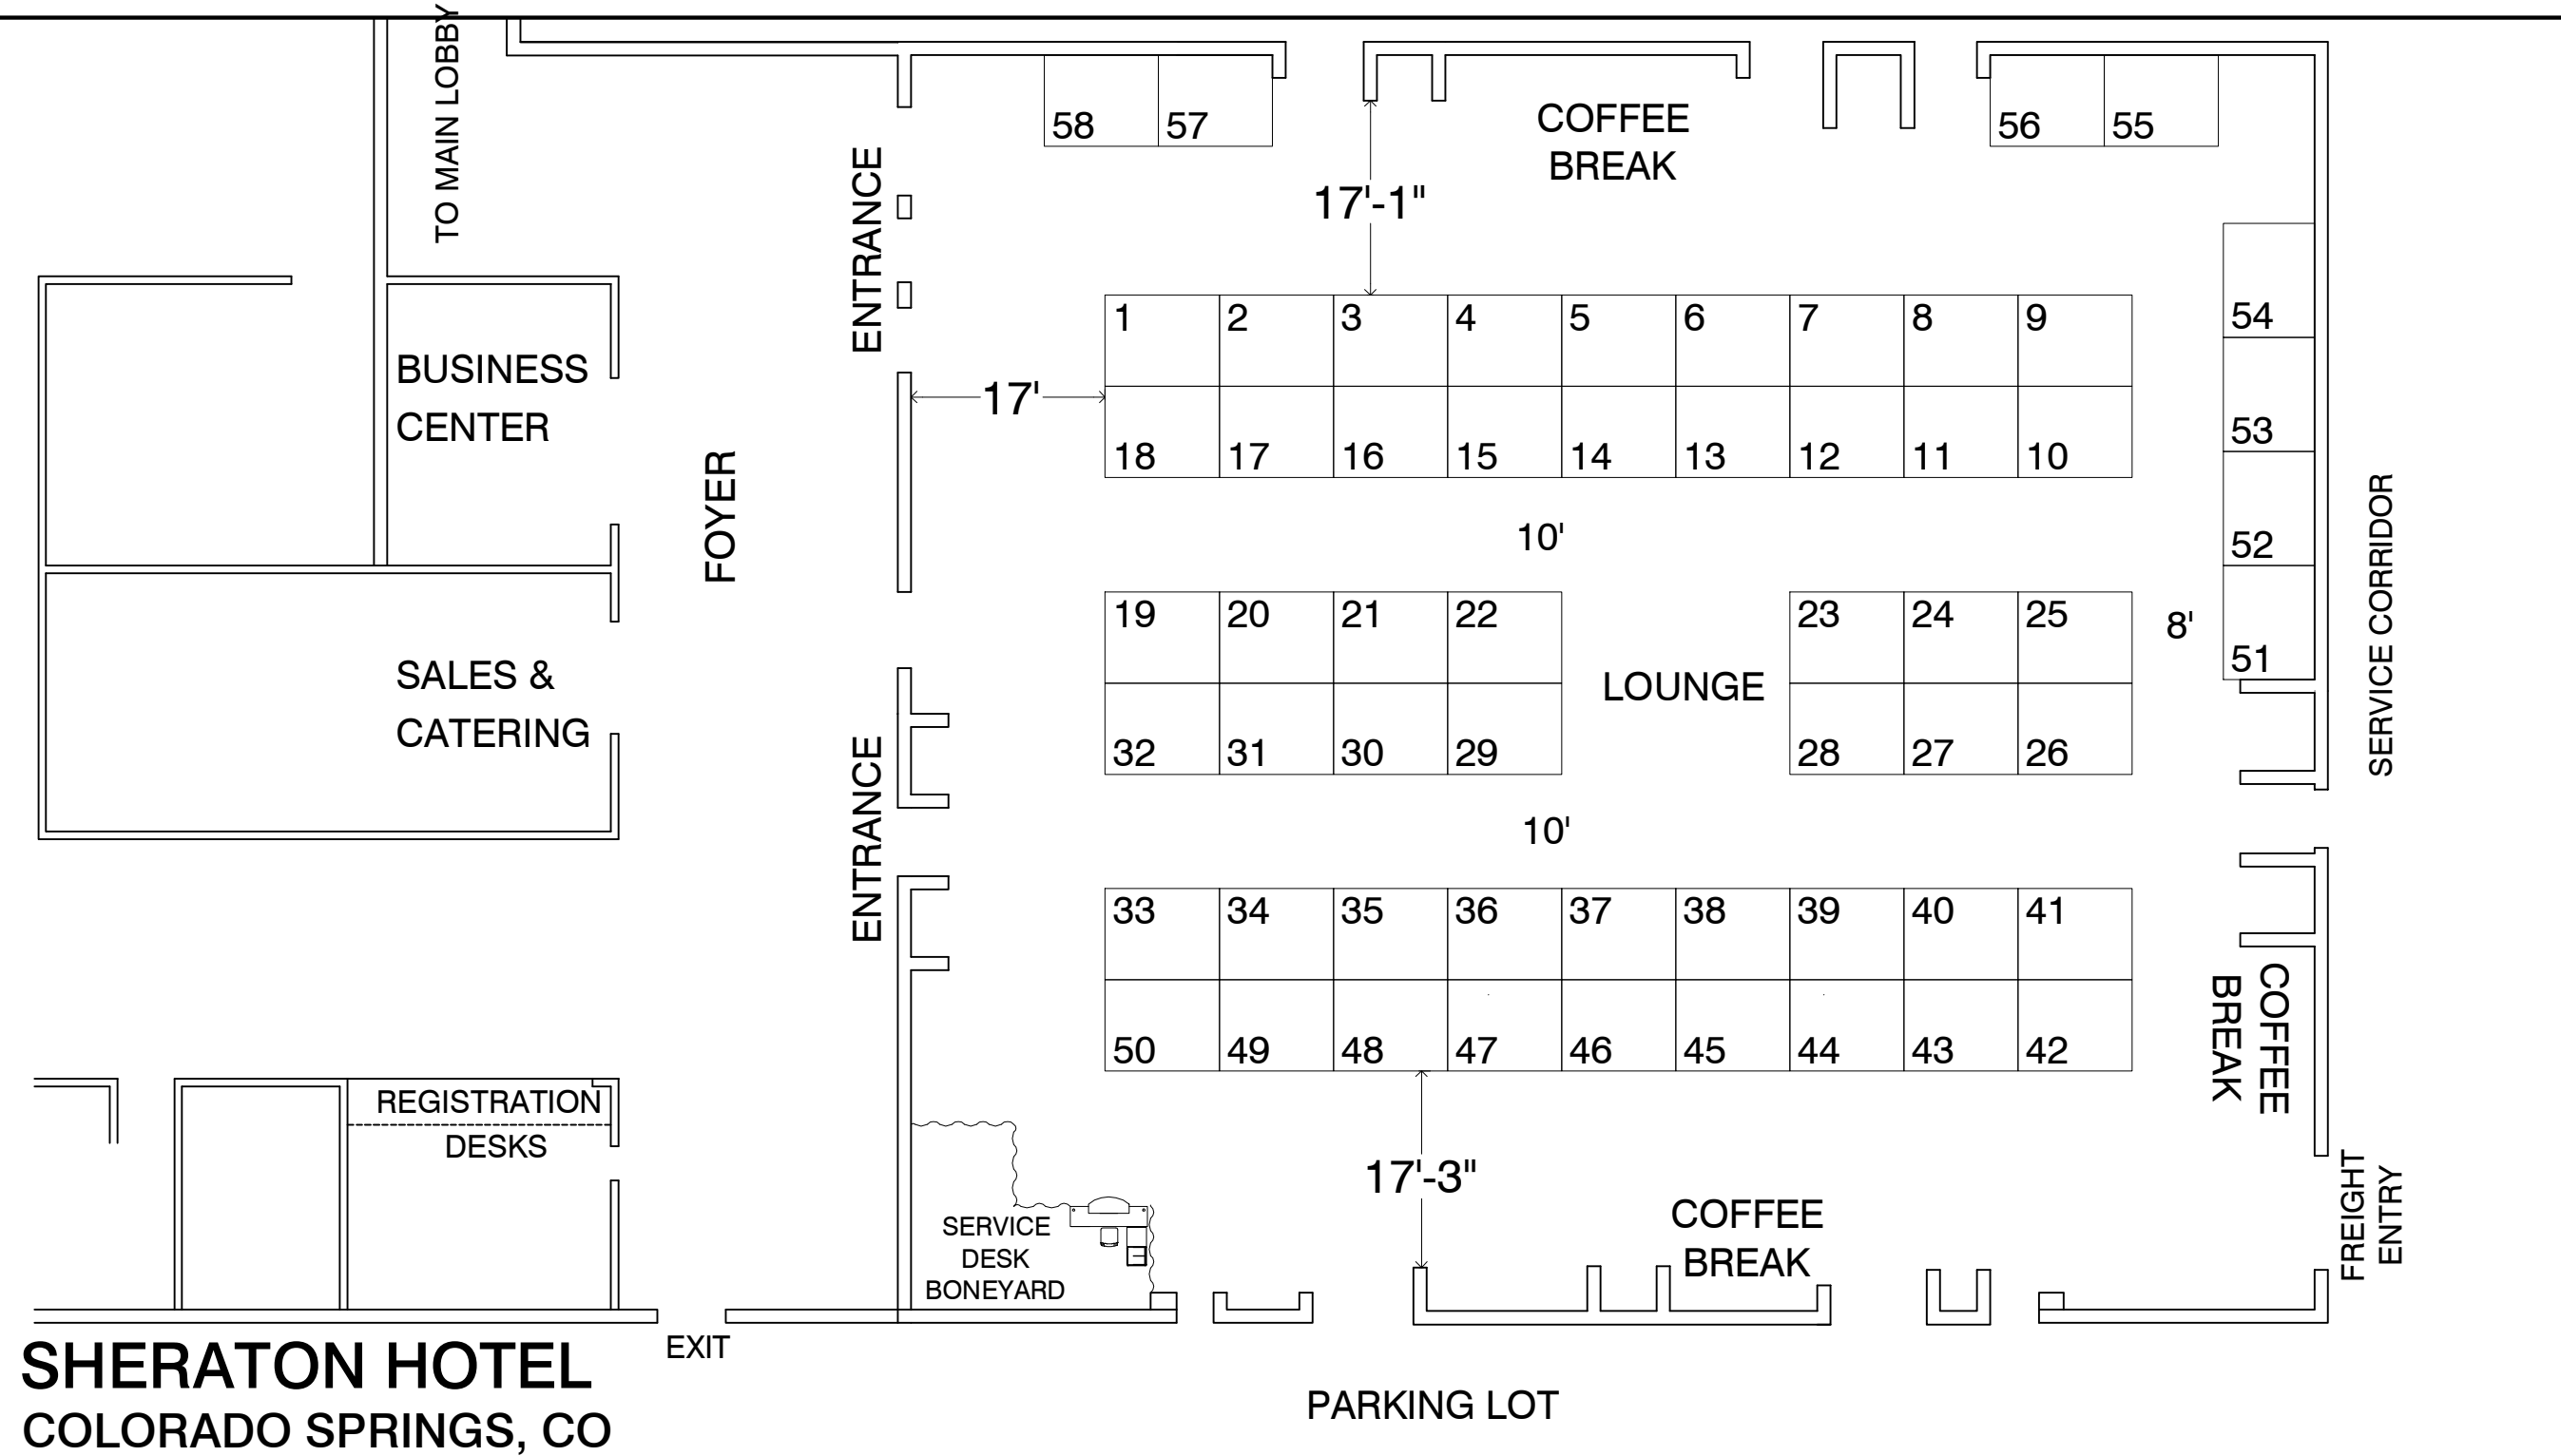 TO MAIN LOBBY
58 57
COFFEE
BREAK
56 55
ENTRANCE
17'-1"
54
53
52
51
1 2 3 4 5 6 7 8 9
17'
18 17 16 15 14 13 12 11 10
BUSINESS
CENTER
FOYER
10'
SERVICE CORRIDOR
19 20 21 22 23 24 25
8'
LOUNGE
32 31 30 29 28 27 26
SALES &
CATERING
ENTRANCE
10'
33 34 35 36 37 38 39 40 41
50 49 48 47 46 45 44 43 42
COFFEE
BREAK
REGISTRATION
DESKS
17'-3"
FREIGHT
ENTRY
SERVICE
DESK
BONEYARD
COFFEE
BREAK
EXIT
SHERATON HOTEL
COLORADO SPRINGS, CO
PARKING LOT